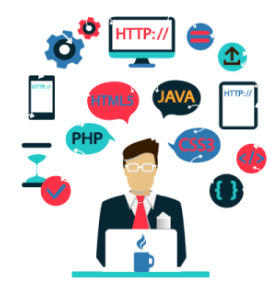 HTTP://
HTTP://
HTTP://
HTML5
JAVA
PHP
CSS3
</>
{ }